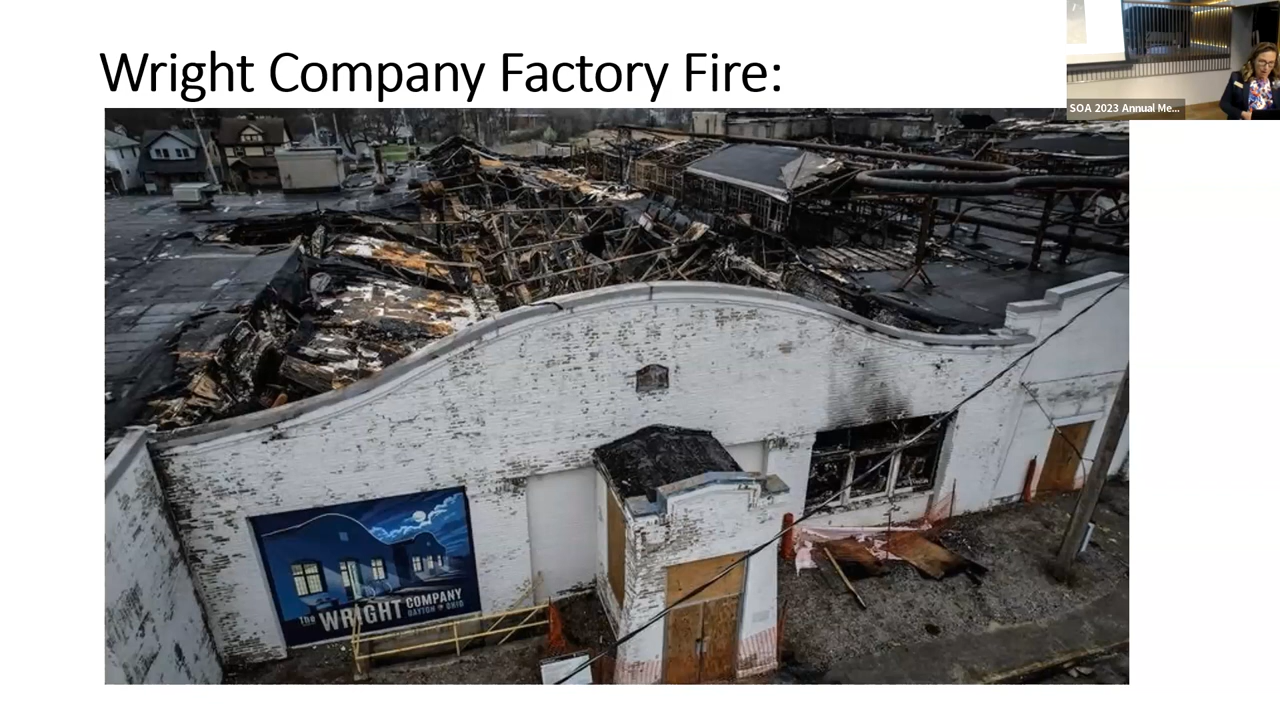 Wright Company Factory Fire:
SOA 2023 Annual Me...
The WRIGHT COMPANY
DAYTON OHIO